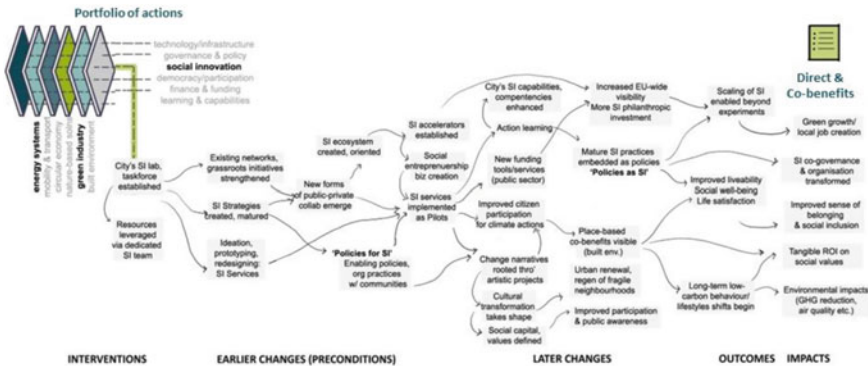 Portfolio of actions
technology/infrastructure
governance & policy
social innovation
democracy/participation
finance & funding
learning & capabilities
energy systems
mobility & transport
circular economy
nature-based solns
green industry
built environment
City's SI lab,
taskforce
established
Resources
leveraged
via dedicated
SI team
Existing networks,
grassroots initiatives
strengthened
SI Strategies
created, matured
Ideation,
prototyping,
redesigning:
SI Services
SI ecosystem
created, oriented
New forms
of public-private
collab emerge
'Policies for SI'
Enabling policies,
org practices
w/ communities
SI accelerators
established
Social
entreprenuership
biz creation
SI services
implemented
as Pilots
City's SI capabilities,
compentencies
enhanced
Action learning
New funding
tools/services
(public sector)
Improved citizen
participation
for climate actions
Change narratives
rooted thro'
artistic projects
Cultural
transformation
takes shape
Social capital,
values defined
Increased EU-wide
visibility
More SI philanthropic
investment
Mature SI practices
embedded as policies
'Policies as SI'
Place-based
co-benefits visible
(built env.)
Urban renewal,
regen of fragile
neighbourhoods
Improved participation
& public awareness
Scaling of SI
enabled beyond
experiments
Improved liveability
Social well-being
Life satisfaction
Long-term low-
carbon behaviour/
lifestyles shifts begin
Direct &
Co-benefits
Green growth/
local job creation
SI co-governance
& organisation
transformed
Improved sense of
belonging
& social inclusion
Tangible ROI on
social values
Environmental impacts
(GHG reduction,
air quality etc.)
INTERVENTIONS
EARLIER CHANGES (PRECONDITIONS)
LATER CHANGES
OUTCOMES
IMPACTS